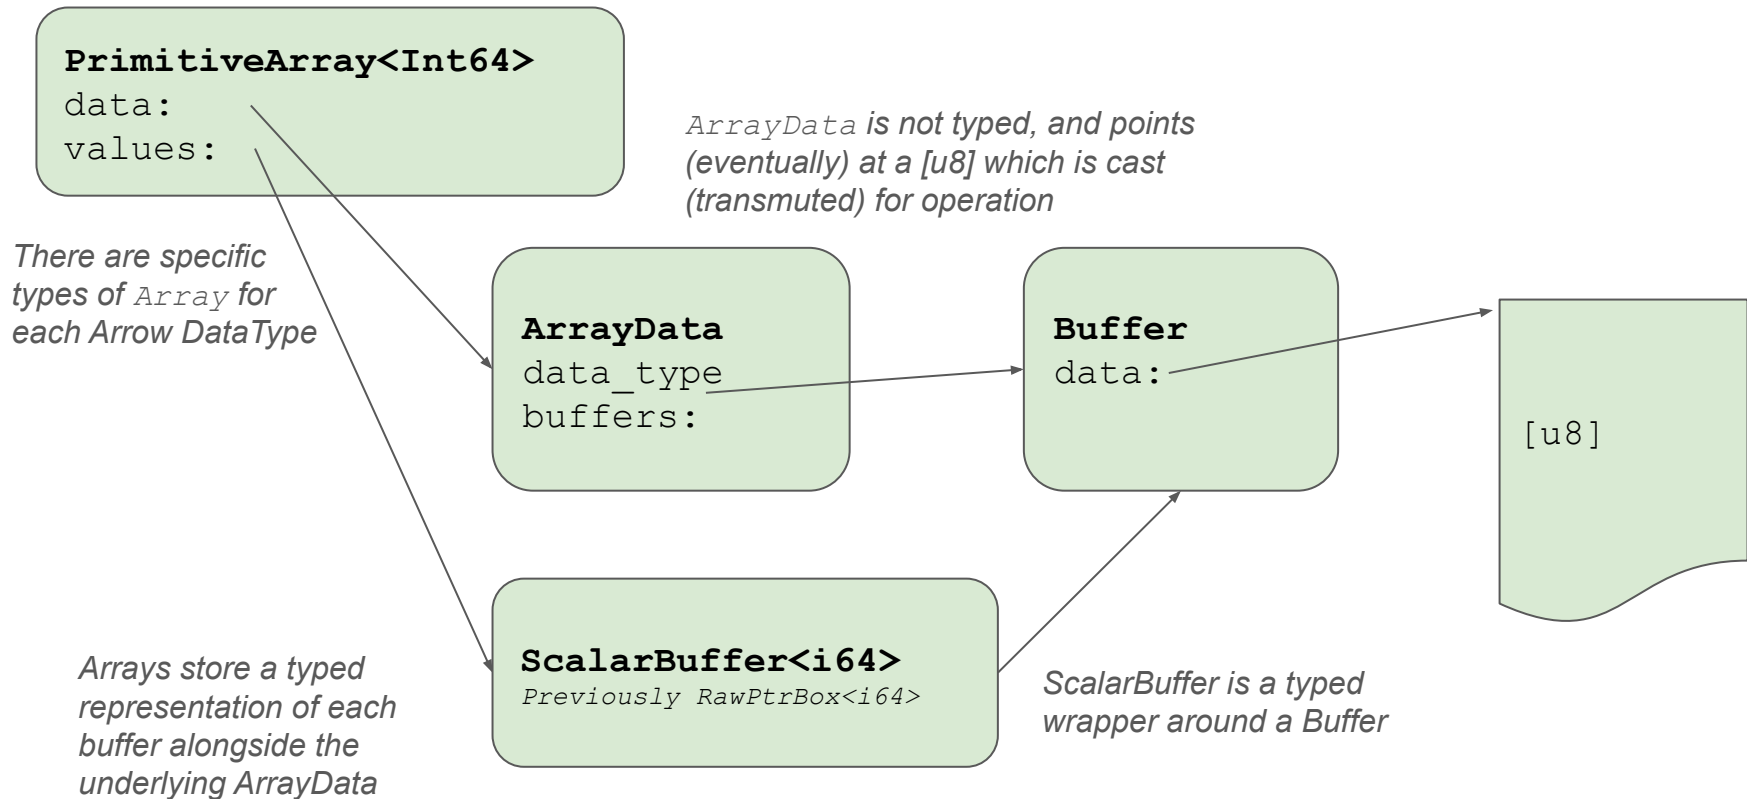 PrimitiveArray<Int64>
data:
values:
ArrayData is not typed, and points
(eventually) at a [u8] which is cast
(transmuted) for operation
There are specific
types of Array for
each Arrow DataType
ArrayData
data_type
buffers:
Buffer
data:
[u8]
ScalarBuffer<i64>
Previously RawPtrBox<i64>
Arrays store a typed
representation of each
buffer alongside the
underlying ArrayData
ScalarBuffer is a typed
wrapper around a Buffer